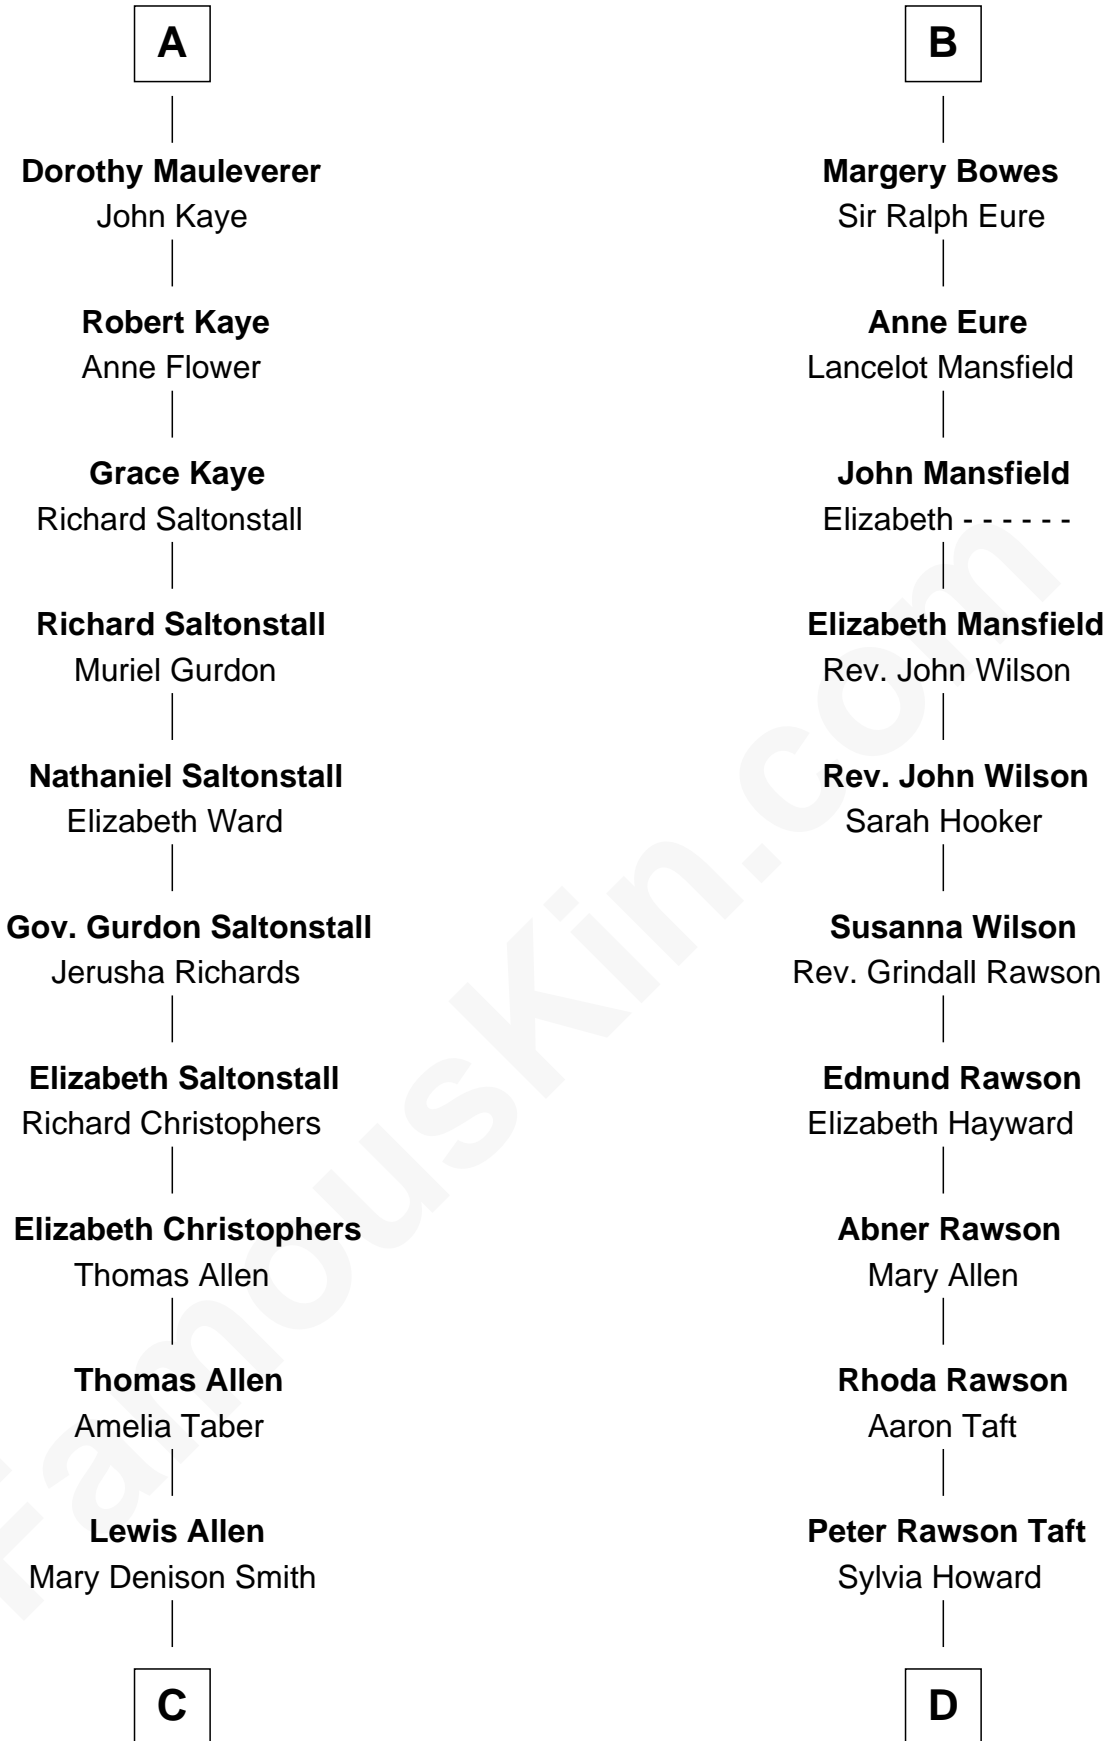 A
Dorothy Mauleverer
John Kaye
Robert Kaye
Anne Flower
Grace Kaye
Richard Saltonstall
Richard Saltonstall
Muriel Gurdon
Nathaniel Saltonstall
Elizabeth Ward
Gov. Gurdon Saltonstall
Jerusha Richards
Elizabeth Saltonstall
Richard Christophers
Elizabeth Christophers
Thomas Allen
Thomas Allen
Amelia Taber
Lewis Allen
Mary Denison Smith
C
B
Margery Bowes
Sir Ralph Eure
Anne Eure
Lancelot Mansfield
John Mansfield
Elizabeth - - - - - -
Elizabeth Mansfield
Rev. John Wilson
Rev. John Wilson
Sarah Hooker
Susanna Wilson
Rev. Grindall Rawson
Edmund Rawson
Elizabeth Hayward
Abner Rawson
Mary Allen
Rhoda Rawson
Aaron Taft
Peter Rawson Taft
Sylvia Howard
D
FamousKin.com